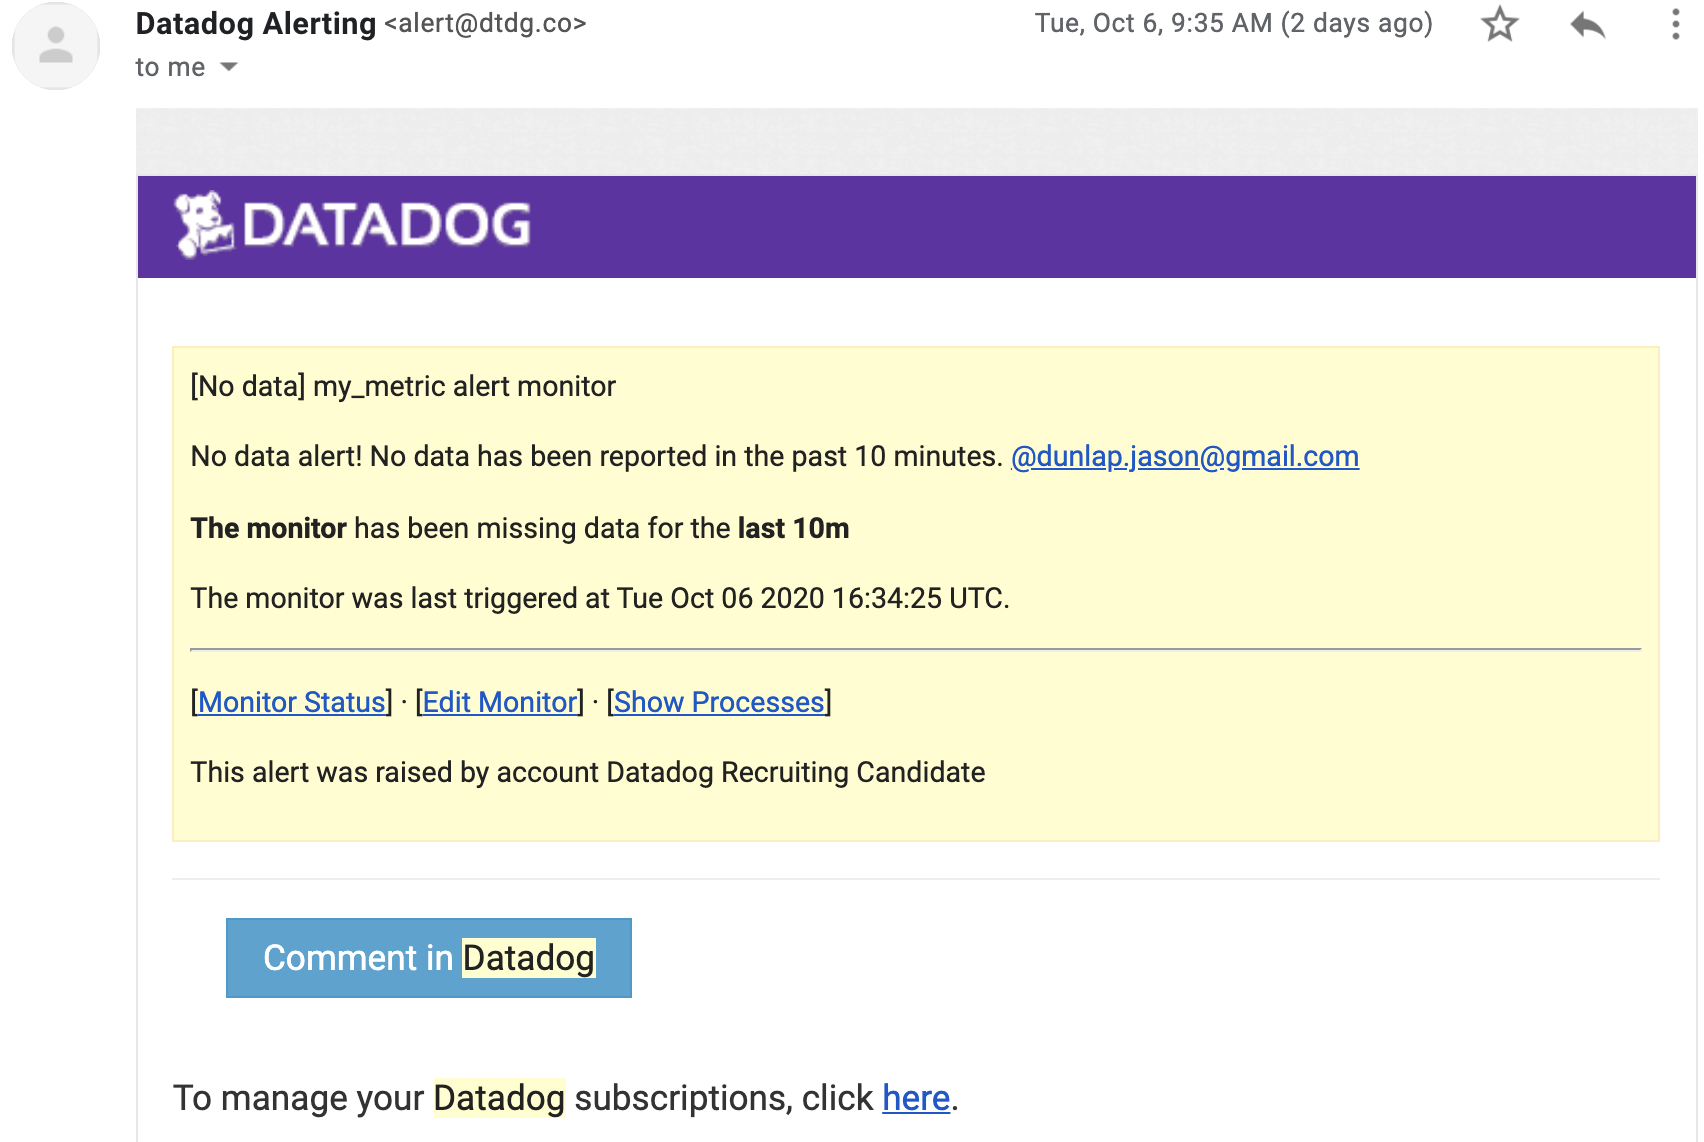 Datadog Alerting <alert@dtdg.co> Tue, Oct 6, 9:35 AM (2 days ago)
to me
DATADOG
[No data] my_metric alert monitor
No data alert! No data has been reported in the past 10 minutes. @dunlap.jason@gmail.com
The monitor has been missing data for the last 10m
The monitor was last triggered at Tue Oct 06 2020 16:34:25 UTC.
[Monitor Status] · [Edit Monitor] · [Show Processes]
This alert was raised by account Datadog Recruiting Candidate
Comment in Datadog
To manage your Datadog subscriptions, click here.